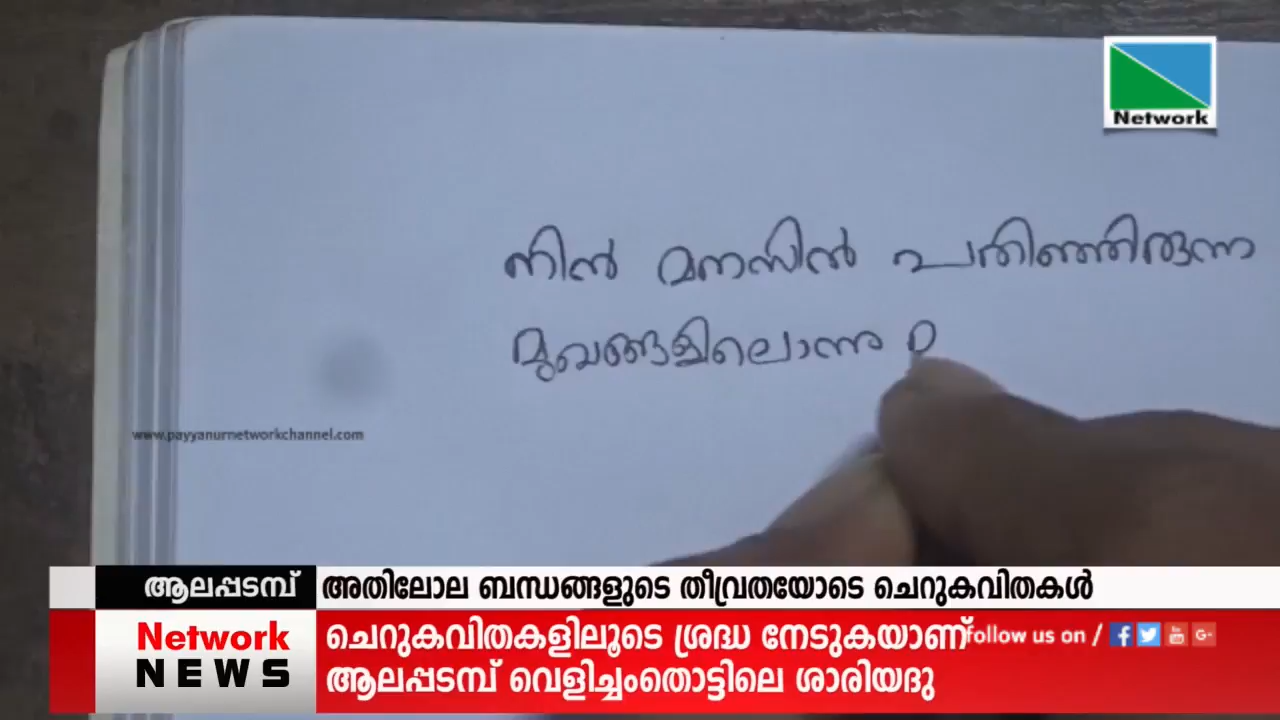 Network
നിൻ മനസിൽ പതിഞ്ഞിരുന്ന
മുഖങ്ങളിലൊന്നു
www.payyanurnetworkchannel.com
ആലപ്പടമ്പ് അതിലോല ബന്ധങ്ങളുടെ തീവ്രതയോടെ ചെറുകവിതകൾ
Network NEWS
ചെറുകവിതകളിലൂടെ ശ്രദ്ധ നേടുകയാണ് follow us on /
ആലപ്പടമ്പ് വെളിച്ചംതൊട്ടിലെ ശാരിയദു